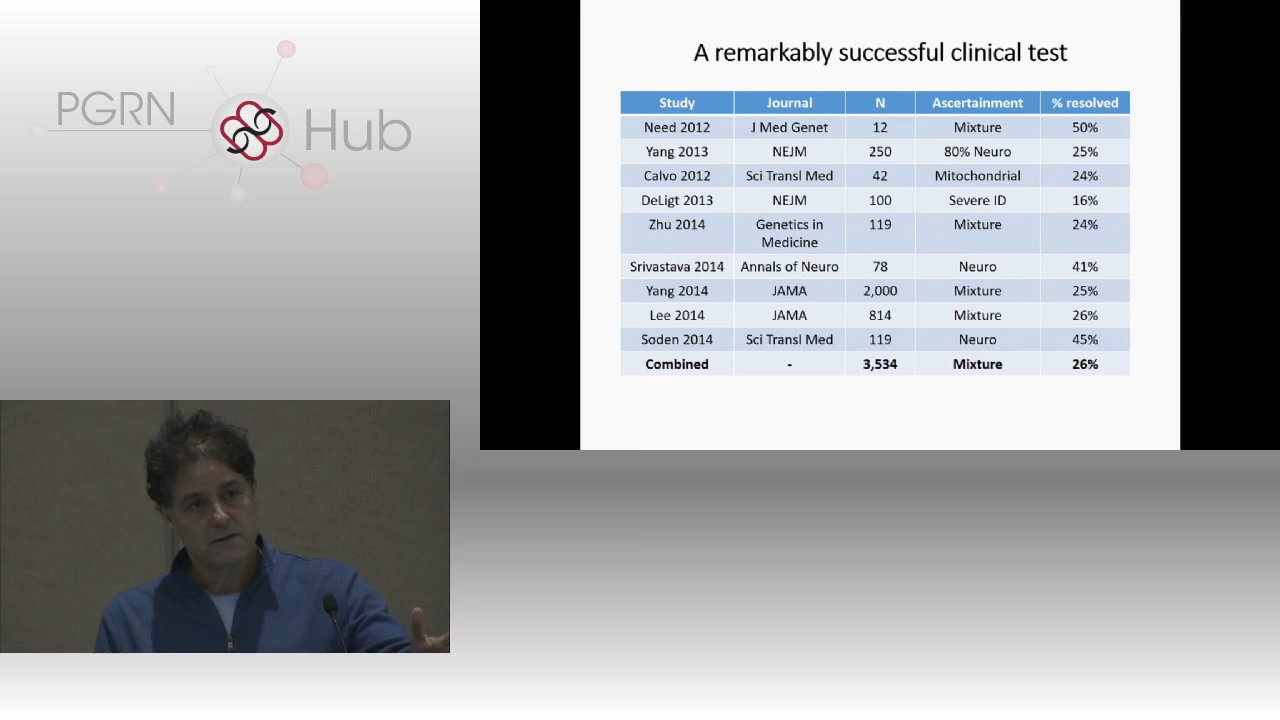 PGRN Hub
A remarkably successful clinical test
Study Journal N Ascertainment % resolved
Need 2012 J Med Genet 12 Mixture 50%
Yang 2013 NEJM 250 80% Neuro 25%
Calvo 2012 Sci Transl Med 42 Mitochondrial 24%
DeLigt 2013 NEJM 100 Severe ID 16%
Zhu 2014 Genetics in 119 Mixture 24%
Medicine
Srivastava 2014 Annals of Neuro 78 Neuro 41%
Yang 2014 JAMA 2,000 Mixture 25%
Lee 2014 JAMA 814 Mixture 26%
Soden 2014 Sci Transl Med 119 Neuro 45%
Combined - 3,534 Mixture 26%